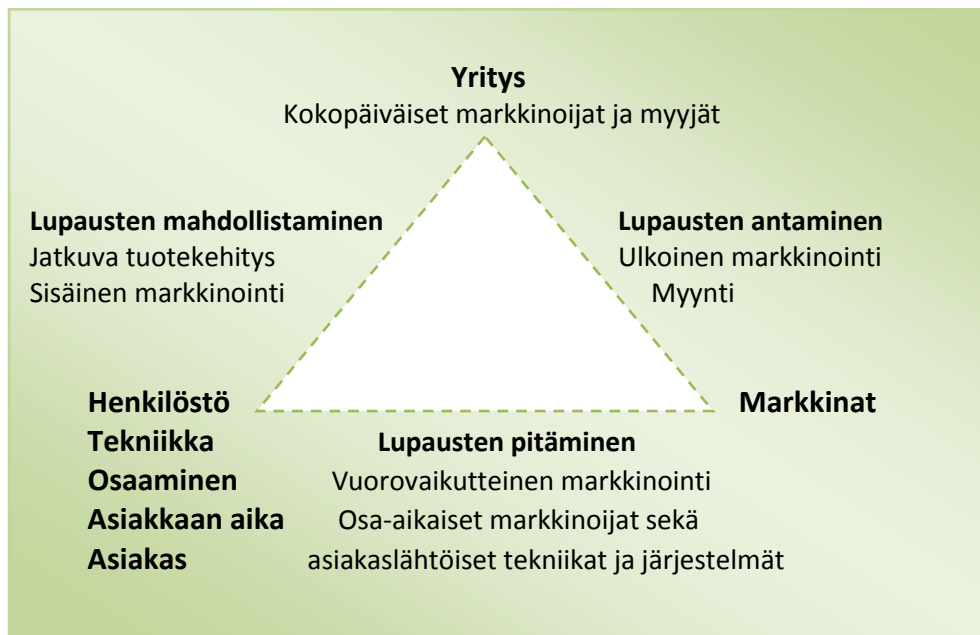 Yritys
Kokopäiväiset markkinoijat ja myyjät
Lupausten mahdollistaminen
Jatkuva tuotekehitys
Sisäinen markkinointi
Lupausten antaminen
Ulkoinen markkinointi
Myynti
Henkilöstö
Tekniikka
Osaaminen
Asiakkaan aika
Asiakas
Markkinat
Lupausten pitäminen
Vuorovaikutteinen markkinointi
Osa-aikaiset markkinoijat sekä
asiakaslähtöiset tekniikat ja järjestelmät